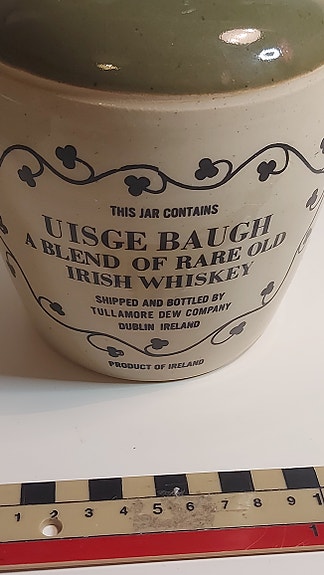 THIS JAR CONTAINS
UISGE BAUGH
A BLEND OF RARE OLD
IRISH WHISKEY
SHIPPED AND BOTTLED BY
TULLAMORE DEW COMPANY
DUBLIN IRELAND
PRODUCT OF IRELAND
1 2 3 4 5 6 7 8 9 1